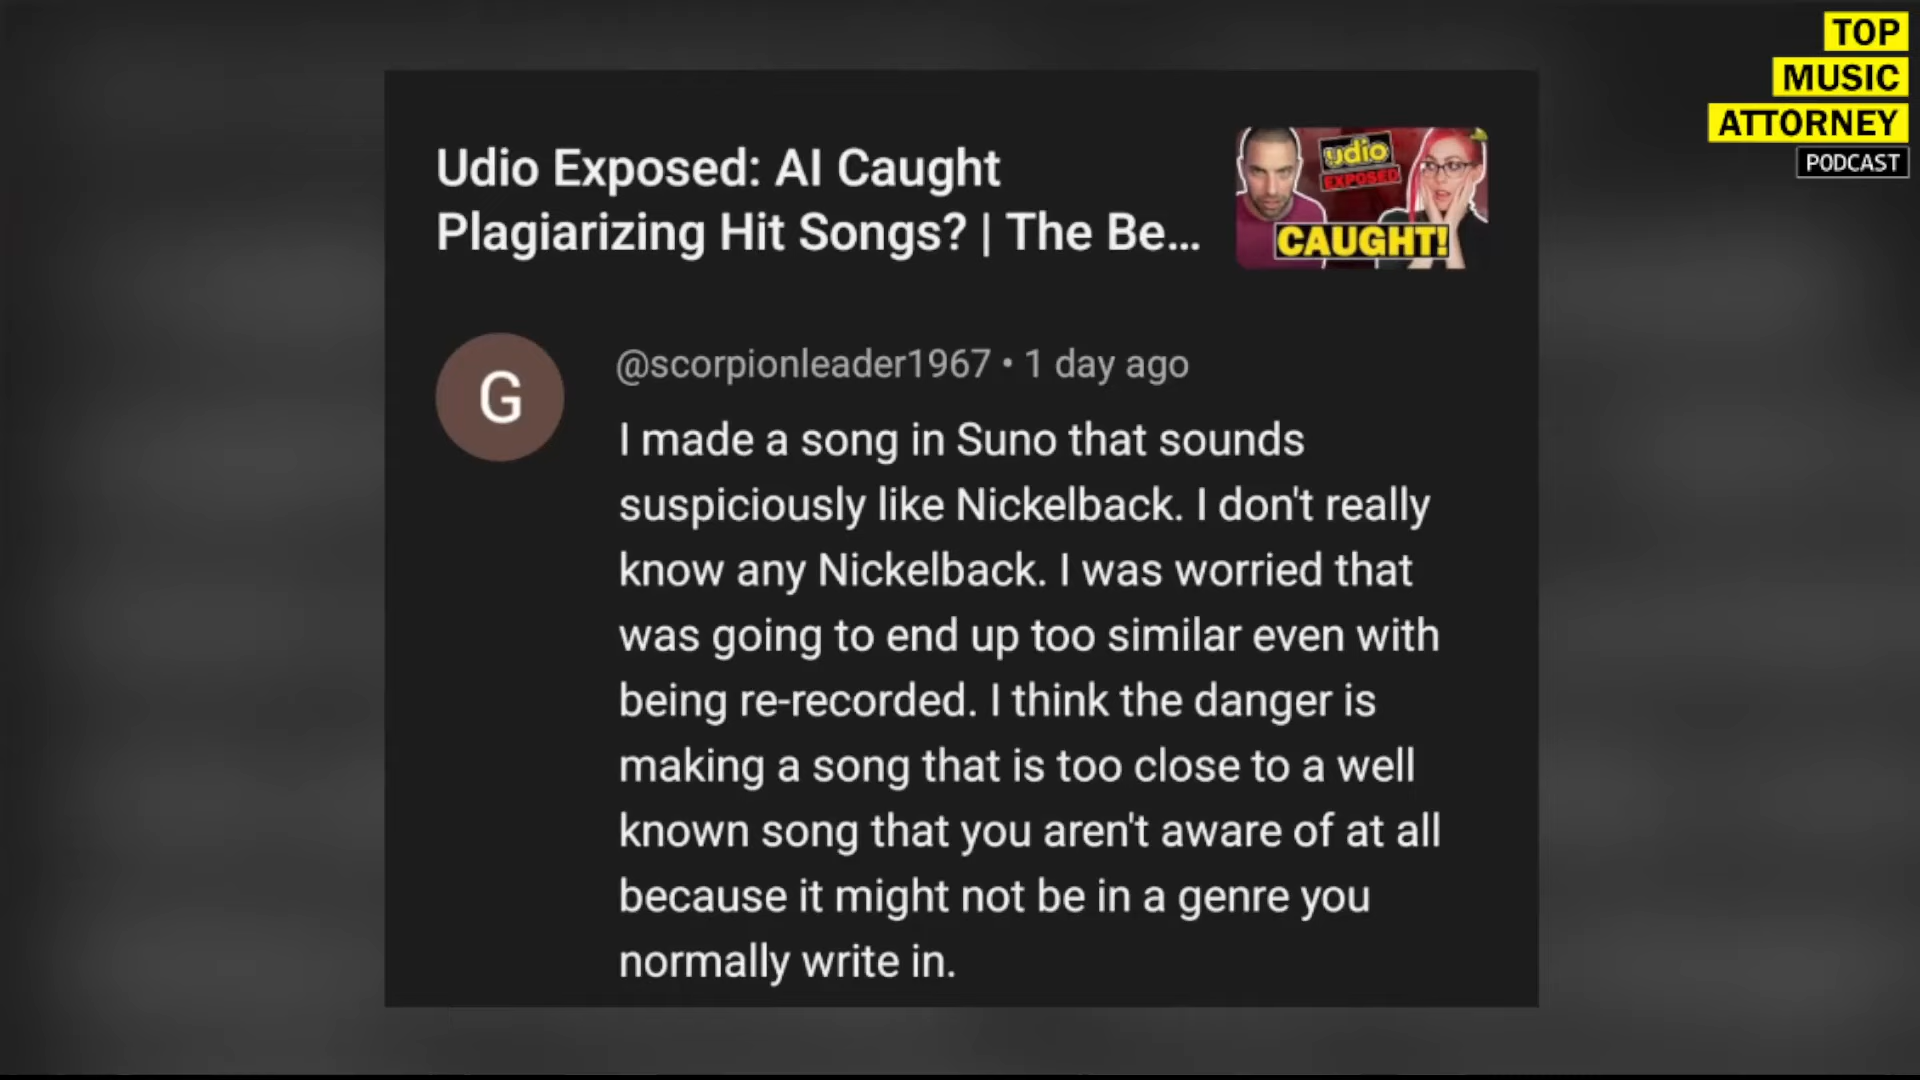 TOP
MUSIC
ATTORNEY
PODCAST
Udio Exposed: AI Caught
Plagiarizing Hit Songs? | The Be...
udio
EXPOSED
CAUGHT!
G
@scorpionleader1967 • 1 day ago
I made a song in Suno that sounds
suspiciously like Nickelback. I don't really
know any Nickelback. I was worried that
was going to end up too similar even with
being re-recorded. I think the danger is
making a song that is too close to a well
known song that you aren't aware of at all
because it might not be in a genre you
normally write in.